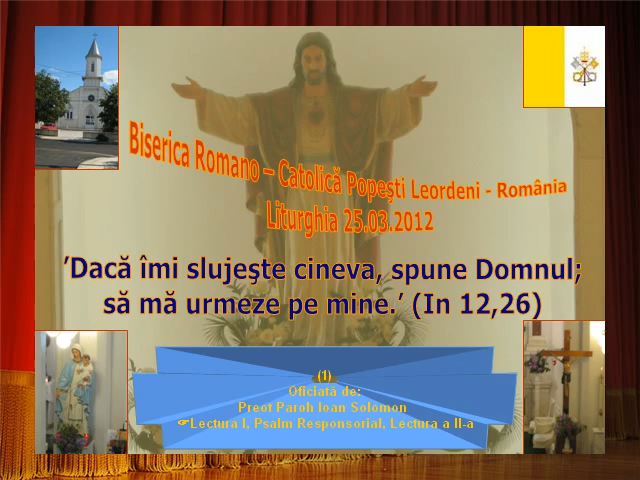 Biserica Romano – Catolică Popeşti Leordeni - România
Liturghia 25.03.2012
’Dacă îmi slujeşte cineva, spune Domnul;
să mă urmeze pe mine.’ (In 12,26)
(1)
Oficiată de:
Preot Paroh Ioan Solomon
☞Lectura I, Psalm Responsorial, Lectura a II-a